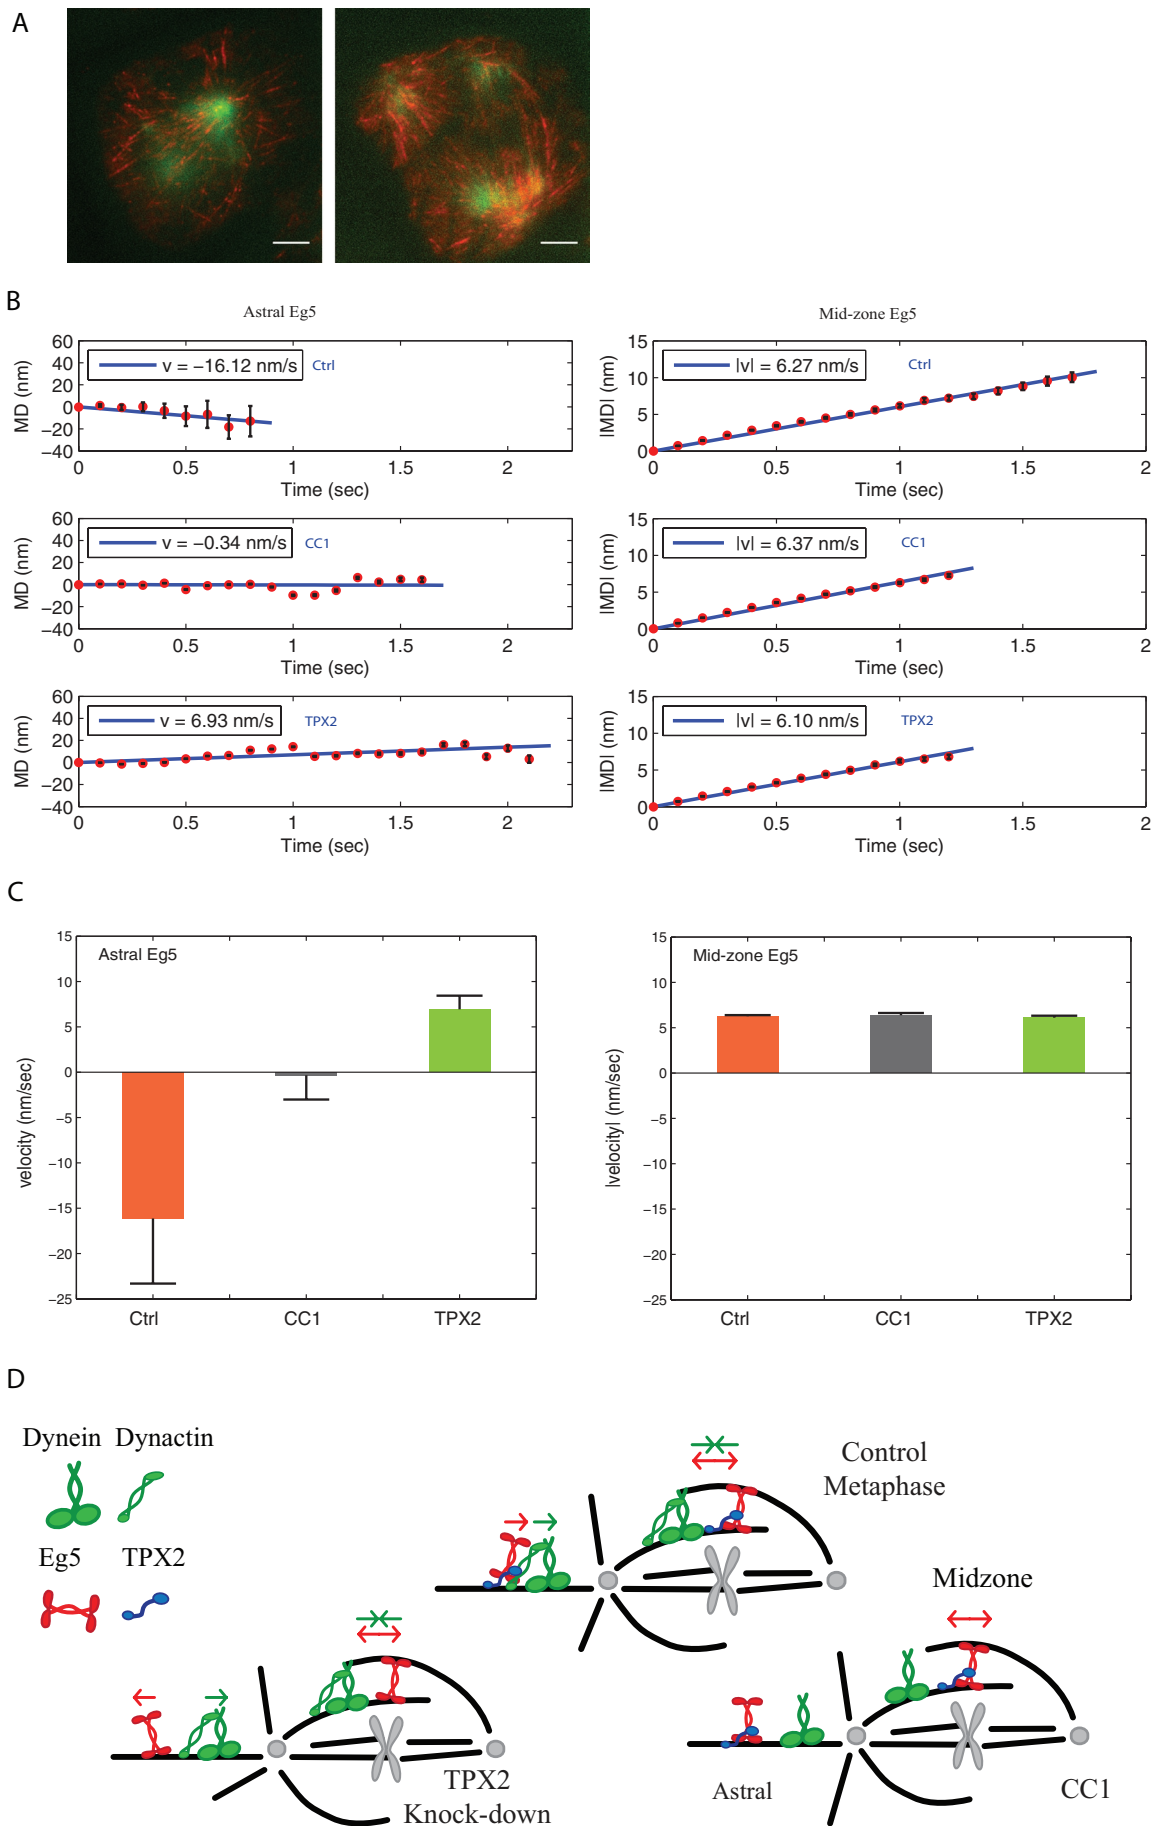 A
B
Astral Eg5
Mid-zone Eg5
60
40
20
0
−20
−40
MD (nm)
v = −16.12 nm/s
Ctrl
0
0.5
1
1.5
2
Time (sec)
15
10
5
0
|MD| (nm)
|v| = 6.27 nm/s
Ctrl
0
0.5
1
1.5
2
Time (sec)
60
40
20
0
−20
−40
MD (nm)
v = −0.34 nm/s
CC1
0
0.5
1
1.5
2
Time (sec)
15
10
5
0
|MD| (nm)
|v| = 6.37 nm/s
CC1
0
0.5
1
1.5
2
Time (sec)
60
40
20
0
−20
−40
MD (nm)
v = 6.93 nm/s
TPX2
0
0.5
1
1.5
2
Time (sec)
15
10
5
0
|MD| (nm)
|v| = 6.10 nm/s
TPX2
0
0.5
1
1.5
2
Time (sec)
C
15
10
5
0
−5
−10
−15
−20
−25
velocity (nm/sec)
Astral Eg5
Ctrl
CC1
TPX2
15
10
5
0
−5
−10
−15
−20
−25
|velocity| (nm/sec)
Mid-zone Eg5
Ctrl
CC1
TPX2
D
Dynein
Dynactin
Eg5
TPX2
Control
Metaphase
Midzone
TPX2
Knock-down
Astral
CC1